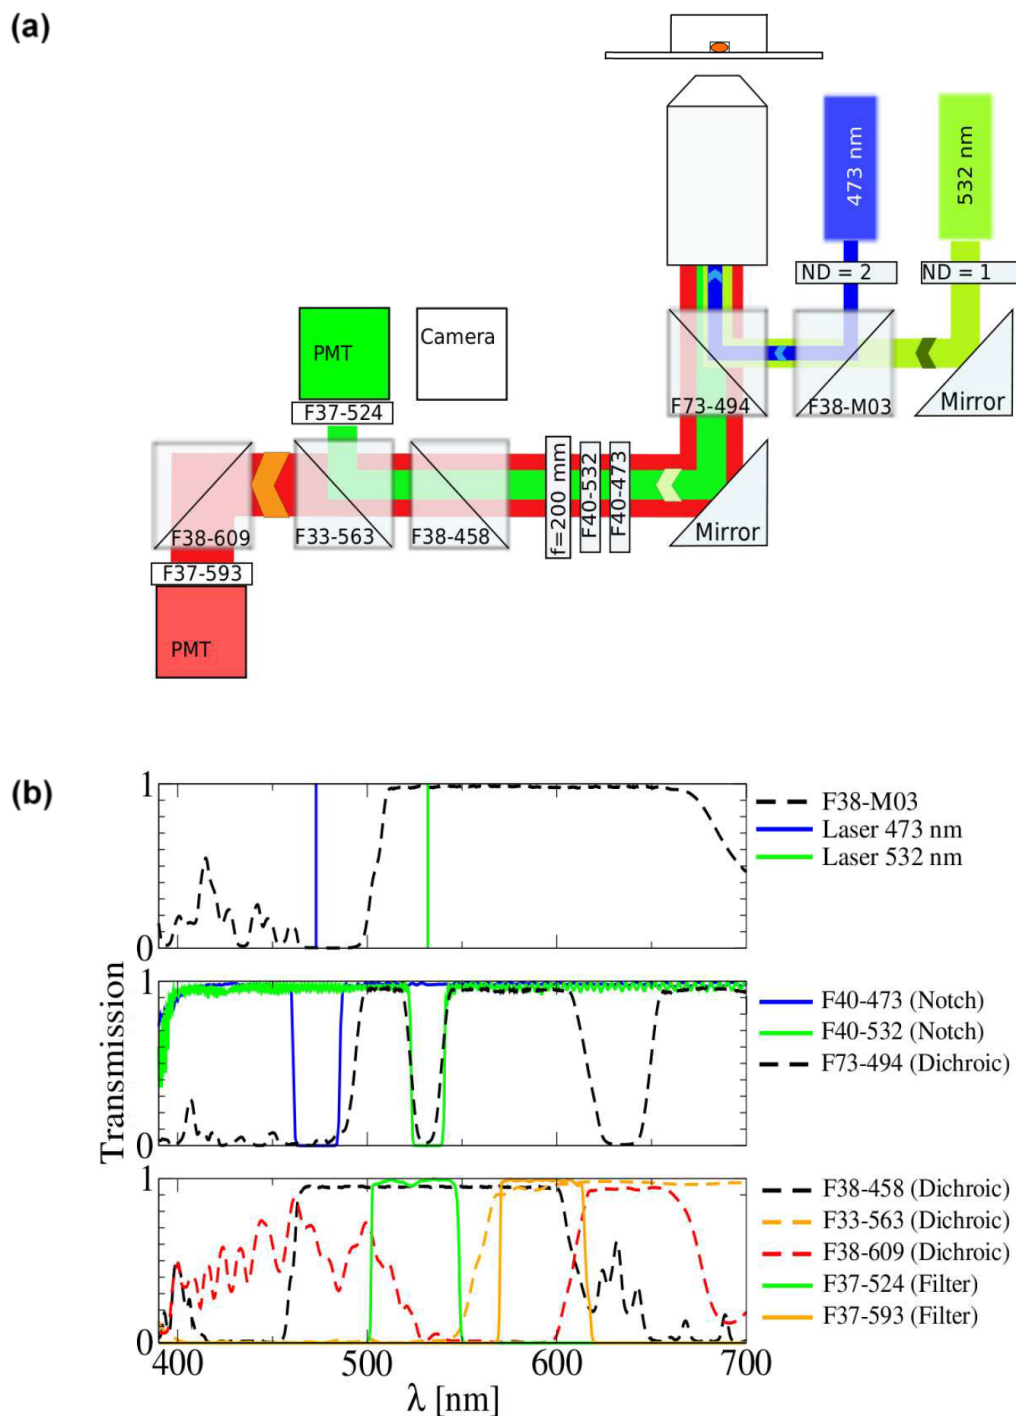 (a)
473 nm
532 nm
ND = 2
ND = 1
PMT
Camera
F37-524
F73-494
F38-M03
Mirror
F38-609
F33-563
F38-458
f=200 mm
F40-532
F40-473
Mirror
F37-593
PMT
(b)
1
0
F38-M03
Laser 473 nm
Laser 532 nm
Transmission
1
0
F40-473 (Notch)
F40-532 (Notch)
F73-494 (Dichroic)
1
0
F38-458 (Dichroic)
F33-563 (Dichroic)
F38-609 (Dichroic)
F37-524 (Filter)
F37-593 (Filter)
400 500 600 700
λ [nm]